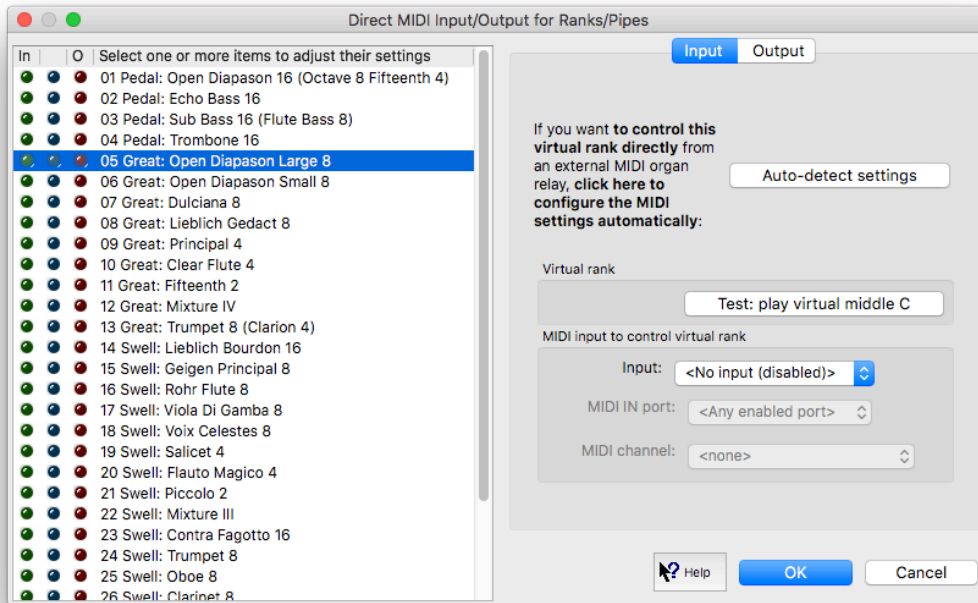 Direct MIDI Input/Output for Ranks/Pipes
In O Select one or more items to adjust their settings
01 Pedal: Open Diapason 16 (Octave 8 Fifteenth 4)
02 Pedal: Echo Bass 16
03 Pedal: Sub Bass 16 (Flute Bass 8)
04 Pedal: Trombone 16
05 Great: Open Diapason Large 8
06 Great: Open Diapason Small 8
07 Great: Dulciana 8
08 Great: Lieblich Gedact 8
09 Great: Principal 4
10 Great: Clear Flute 4
11 Great: Fifteenth 2
12 Great: Mixture IV
13 Great: Trumpet 8 (Clarion 4)
14 Swell: Lieblich Bourdon 16
15 Swell: Geigen Principal 8
16 Swell: Rohr Flute 8
17 Swell: Viola Di Gamba 8
18 Swell: Voix Celestes 8
19 Swell: Salicet 4
20 Swell: Flauto Magico 4
21 Swell: Piccolo 2
22 Swell: Mixture III
23 Swell: Contra Fagotto 16
24 Swell: Trumpet 8
25 Swell: Oboe 8
26 Swell: Clarinet 8
Input Output
If you want to control this
virtual rank directly from
an external MIDI organ
relay, click here to
configure the MIDI
settings automatically:
Auto-detect settings
Virtual rank
Test: play virtual middle C
MIDI input to control virtual rank
Input: <No input (disabled)>
MIDI IN port: <Any enabled port>
MIDI channel: <none>
? Help OK Cancel